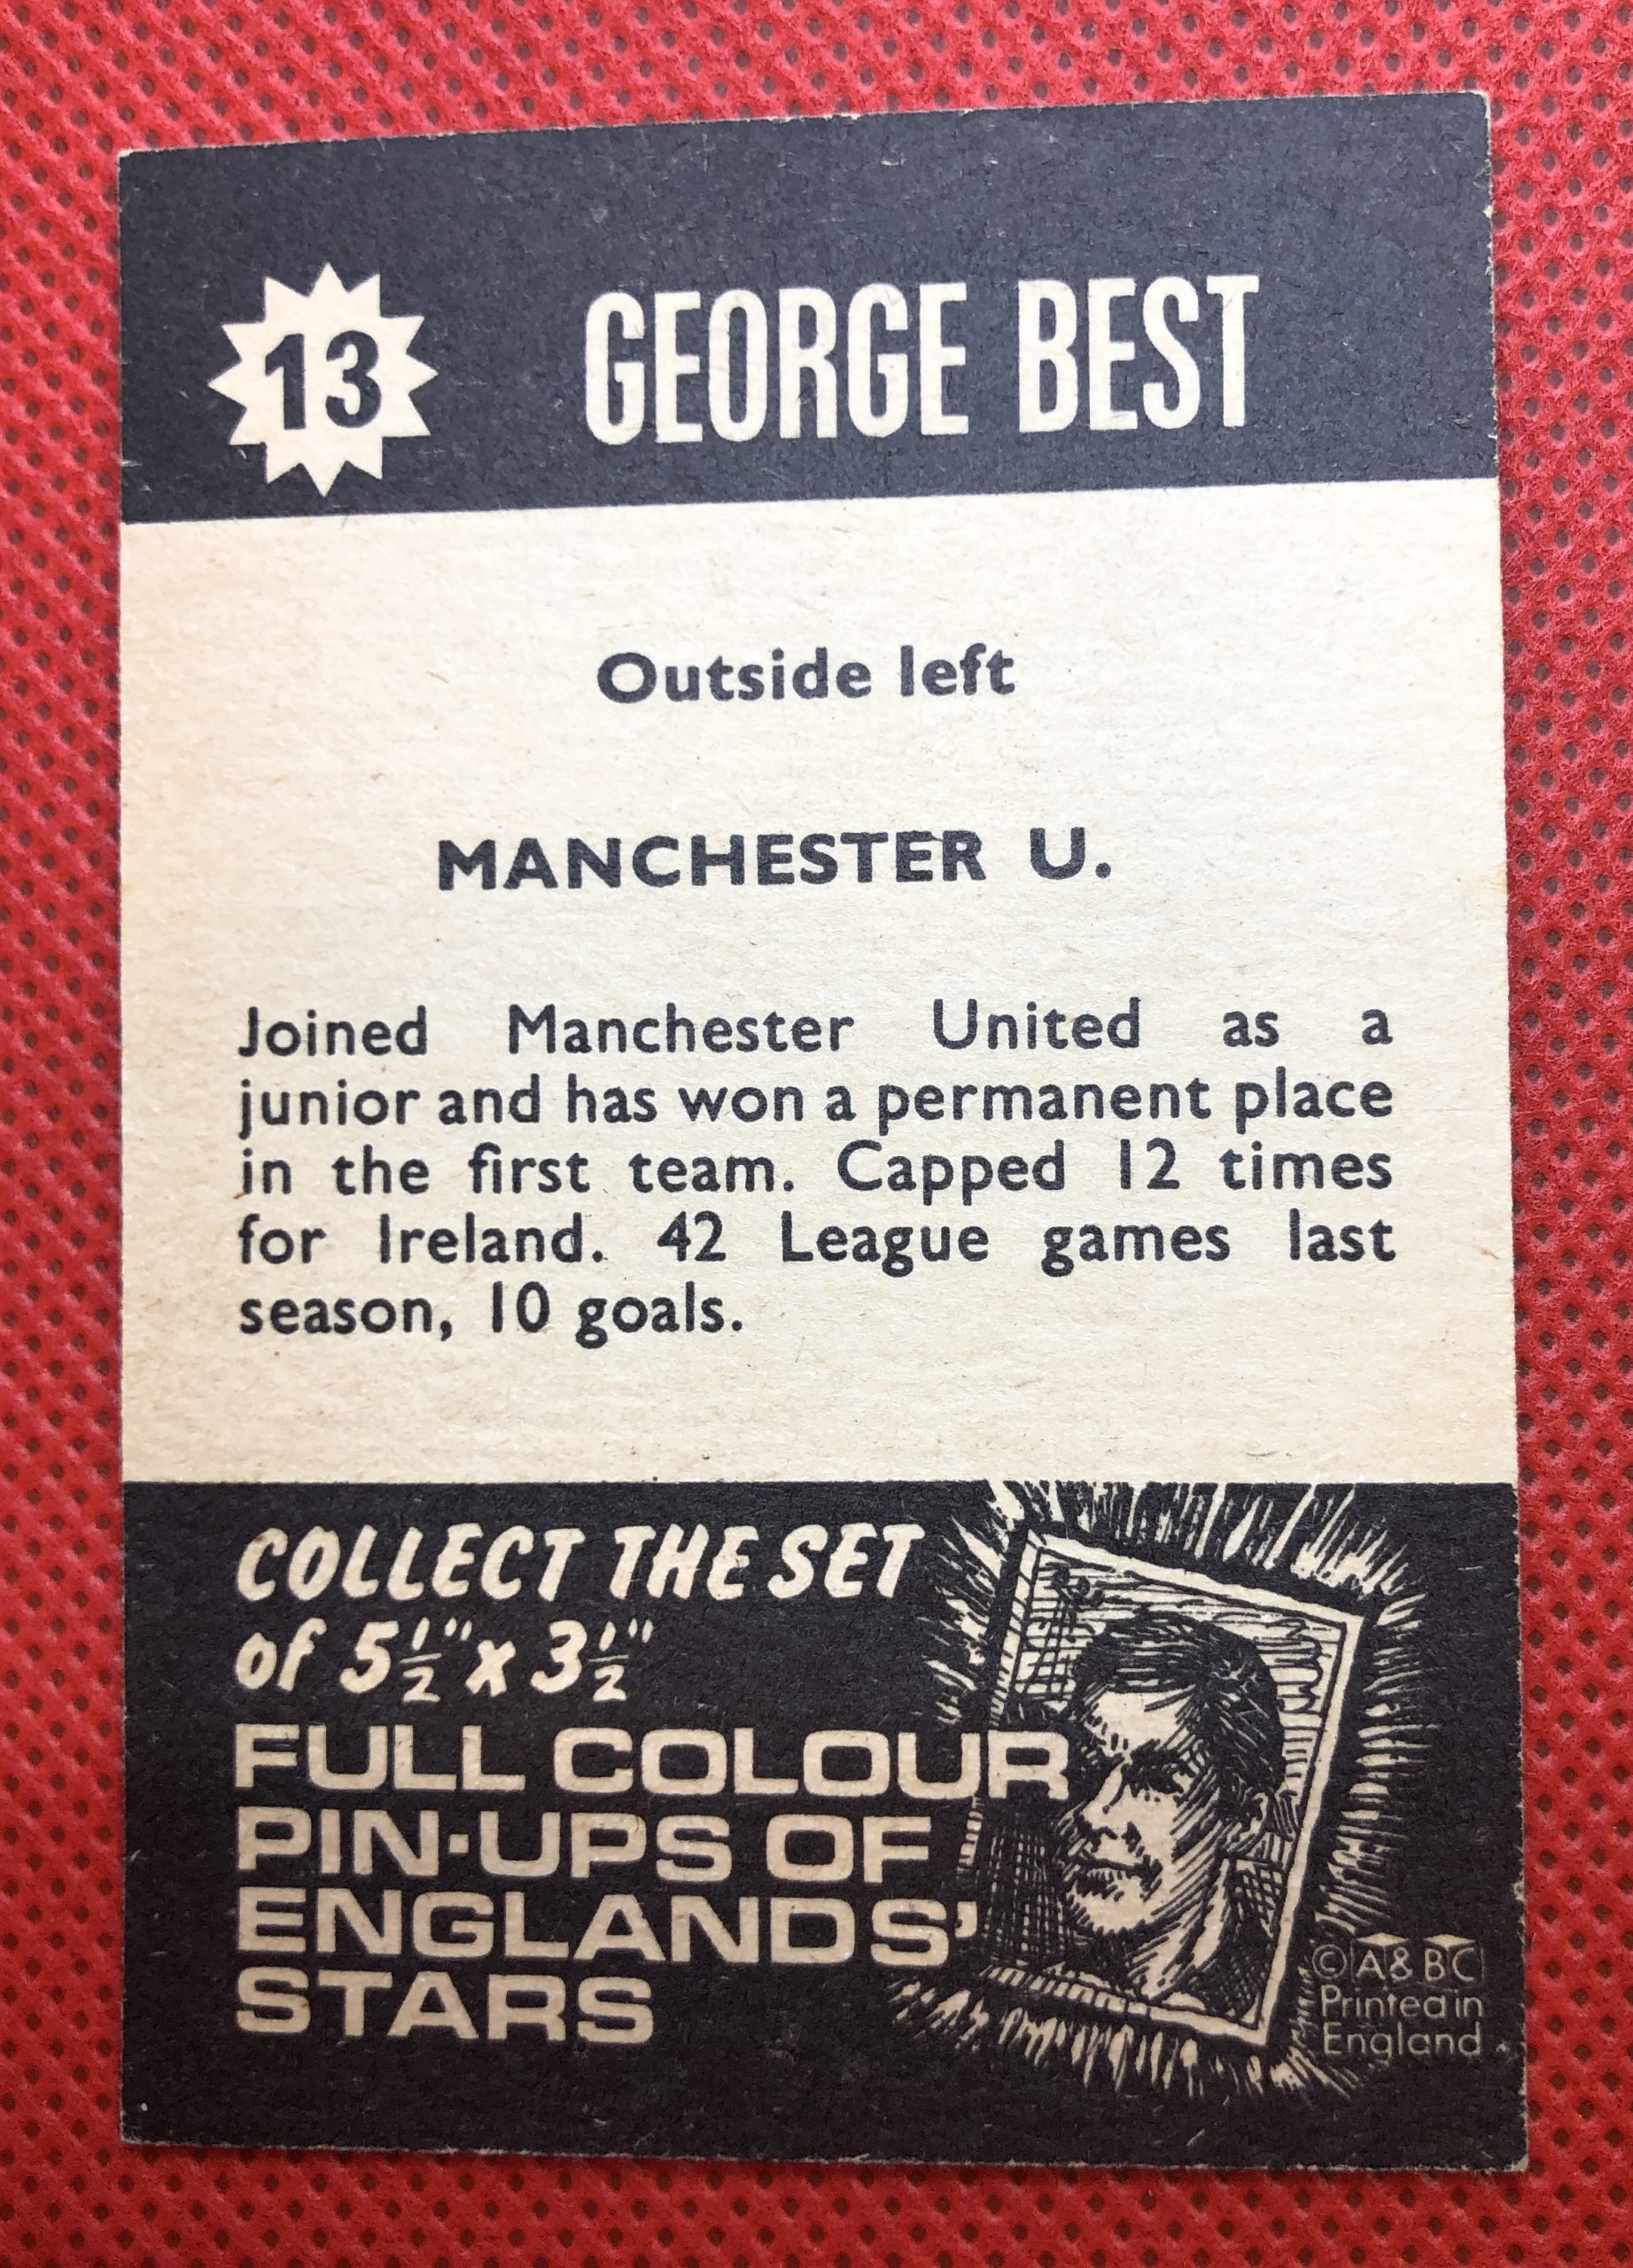 13 GEORGE BEST
Outside left
MANCHESTER U.
Joined Manchester United as a
junior and has won a permanent place
in the first team. Capped 12 times
for Ireland. 42 League games last
season, 10 goals.
COLLECT THE SET
of 5½" x 3½"
FULL COLOUR
PIN-UPS OF
ENGLANDS'
STARS
© A & BC
Printed in
England